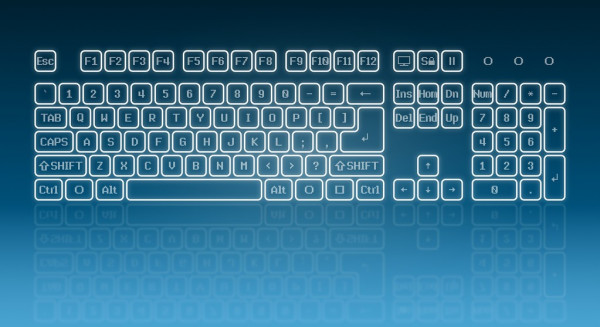 Esc F1 F2 F3 F4 F5 F6 F7 F8 F9 F10 F11 F12 S
` 1 2 3 4 5 6 7 8 9 0 - = ← Ins Hom Dn Num / * -
TAB Q W E R T Y U I O P [ ] Del End Up 7 8 9 +
CAPS A S D F G H J K L ; , ↲ 4 5 6
⇧SHIFT Z X C V B N M < > ? ⇧SHIFT ↑ 1 2 3 ↲
Ctrl Alt Alt Ctrl ← ↓ → 0 .